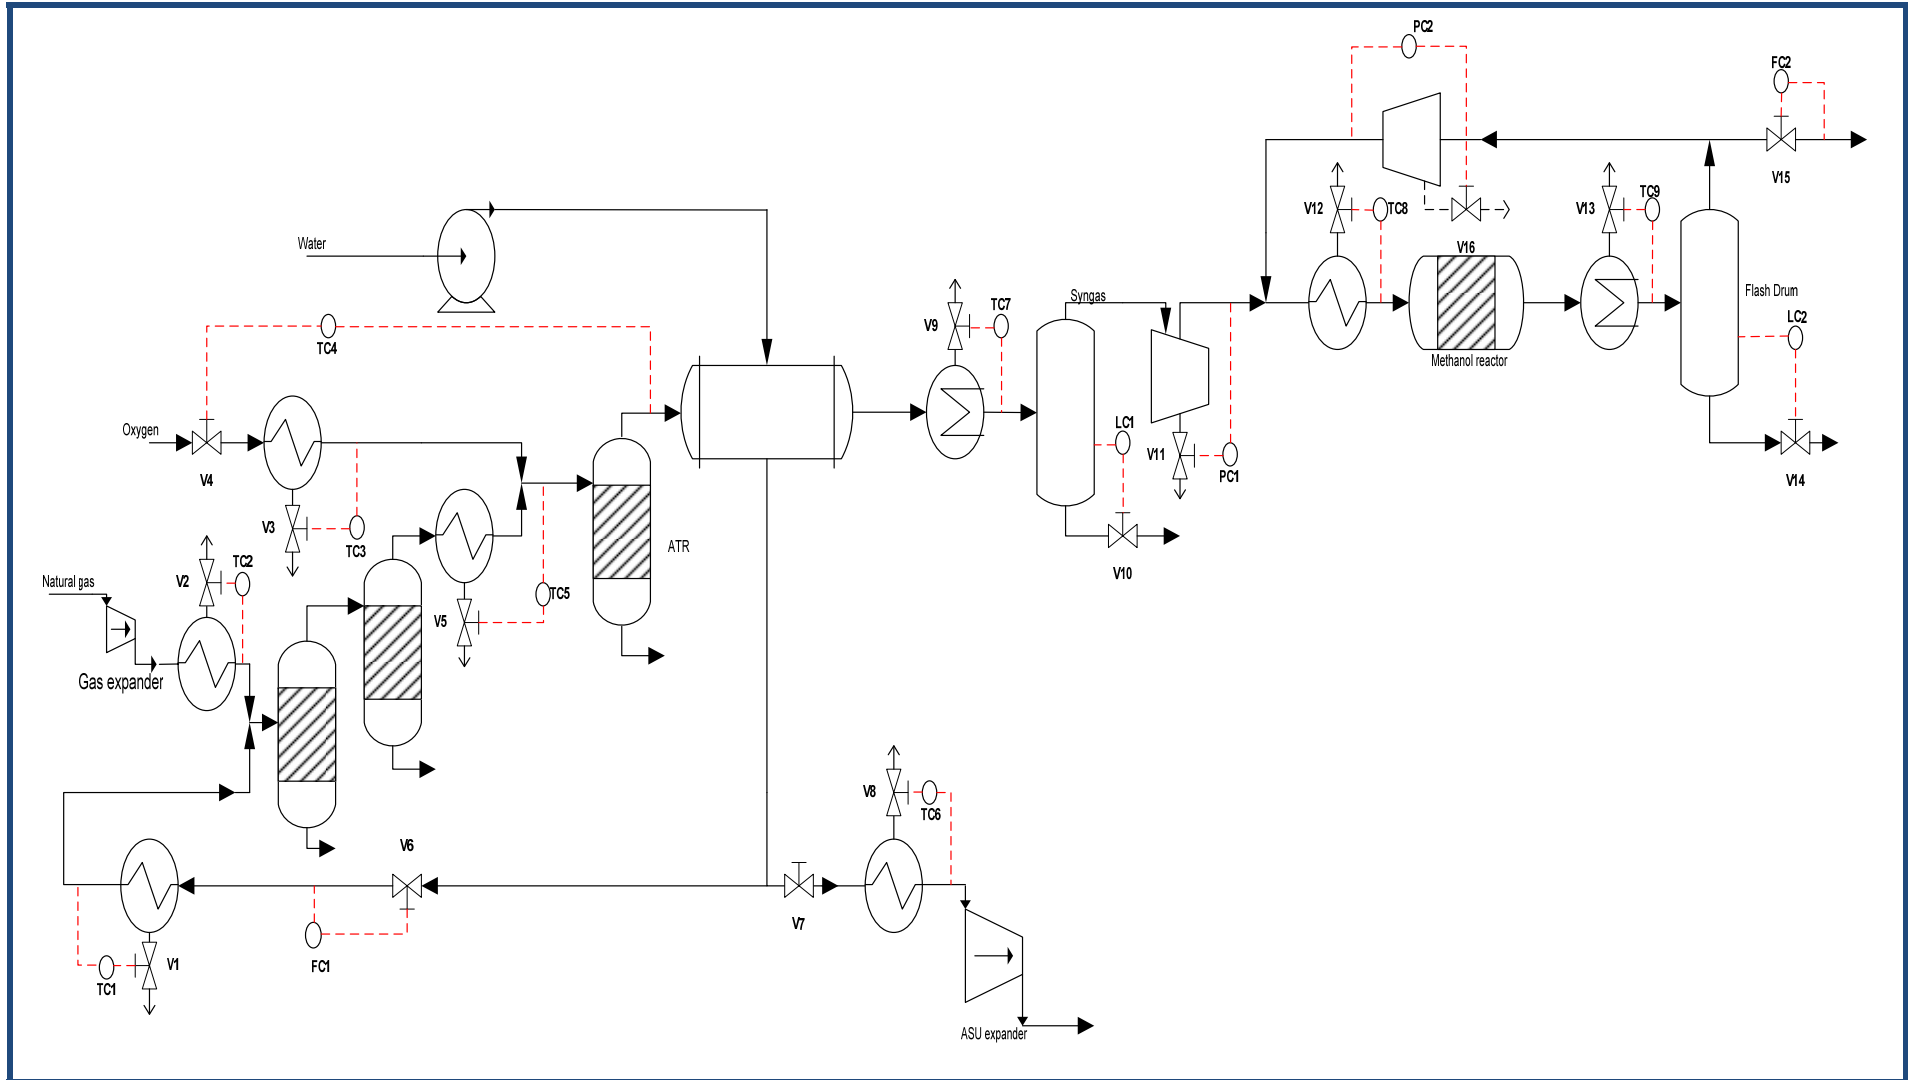 PC2
FC2
V15
V12
TC8
V13
TC9
Water
V16
Flash Drum
Syngas
TC7
V9
LC2
TC4
Methanol reactor
Oxygen
LC1
V4
V11
PC1
V14
V3
TC3
ATR
V10
Natural gas
V2
TC2
TC5
V5
Gas expander
V8
TC6
V6
V7
V1
FC1
TC1
ASU expander